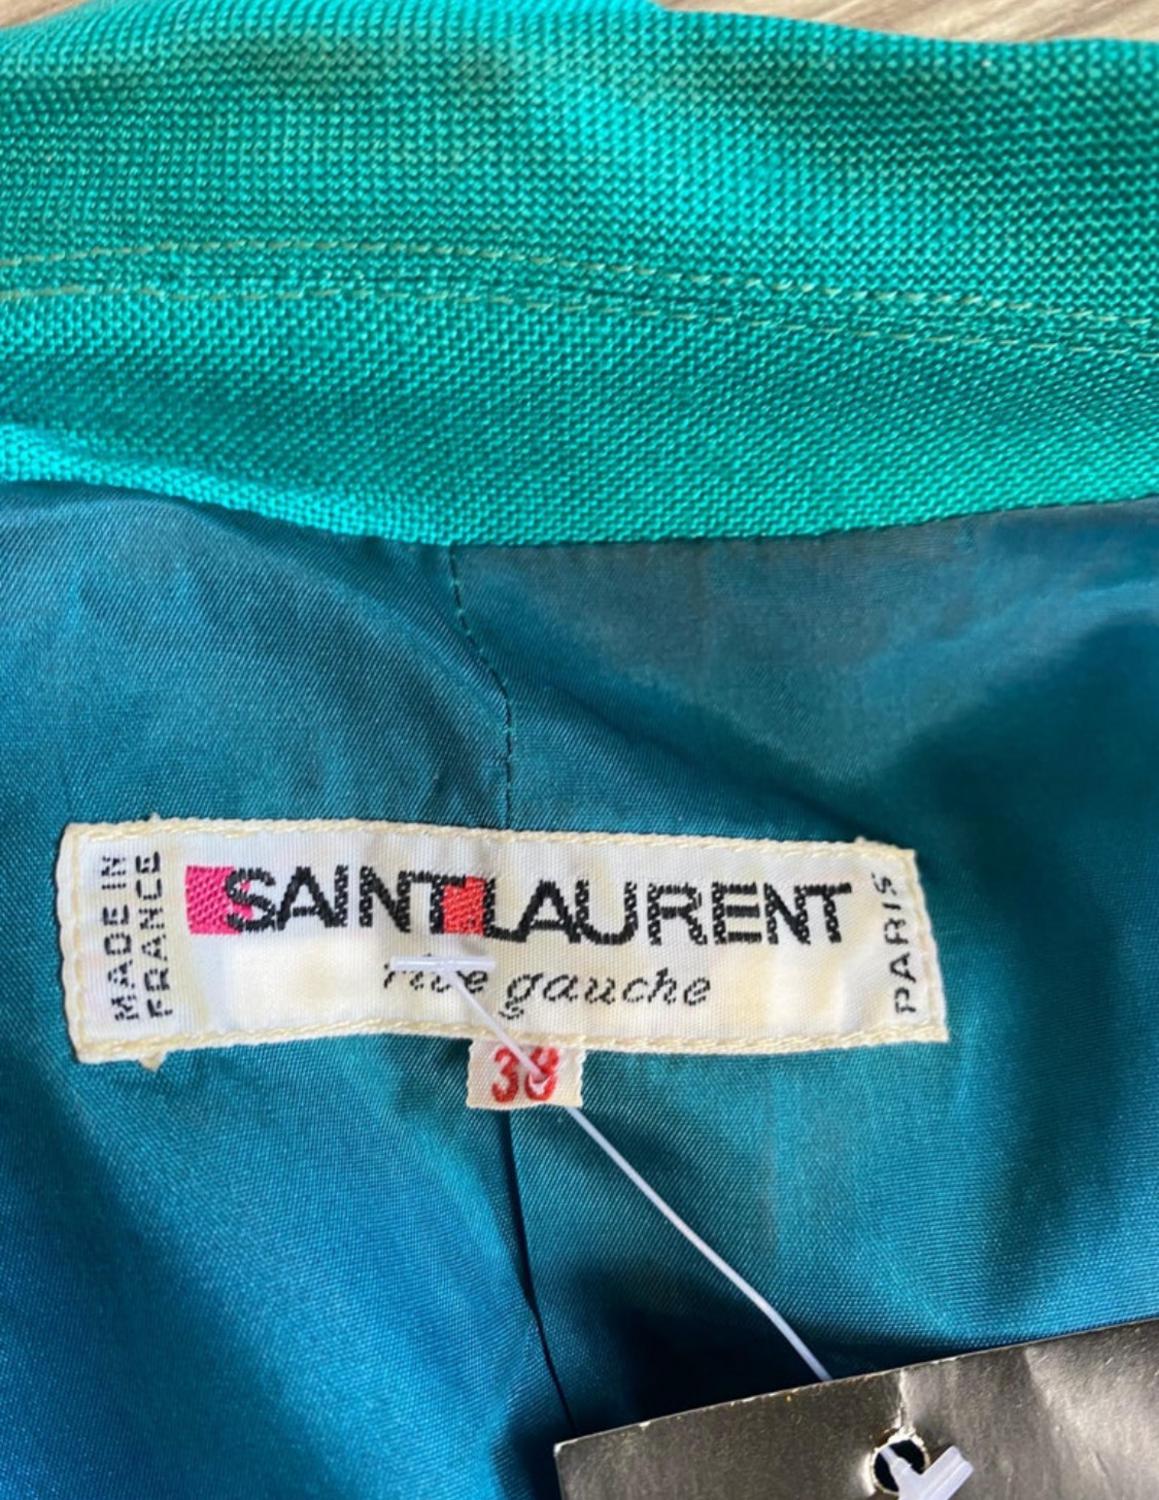 MADE IN
FRANCE
SAINT LAURENT
rive gauche
PARIS
38